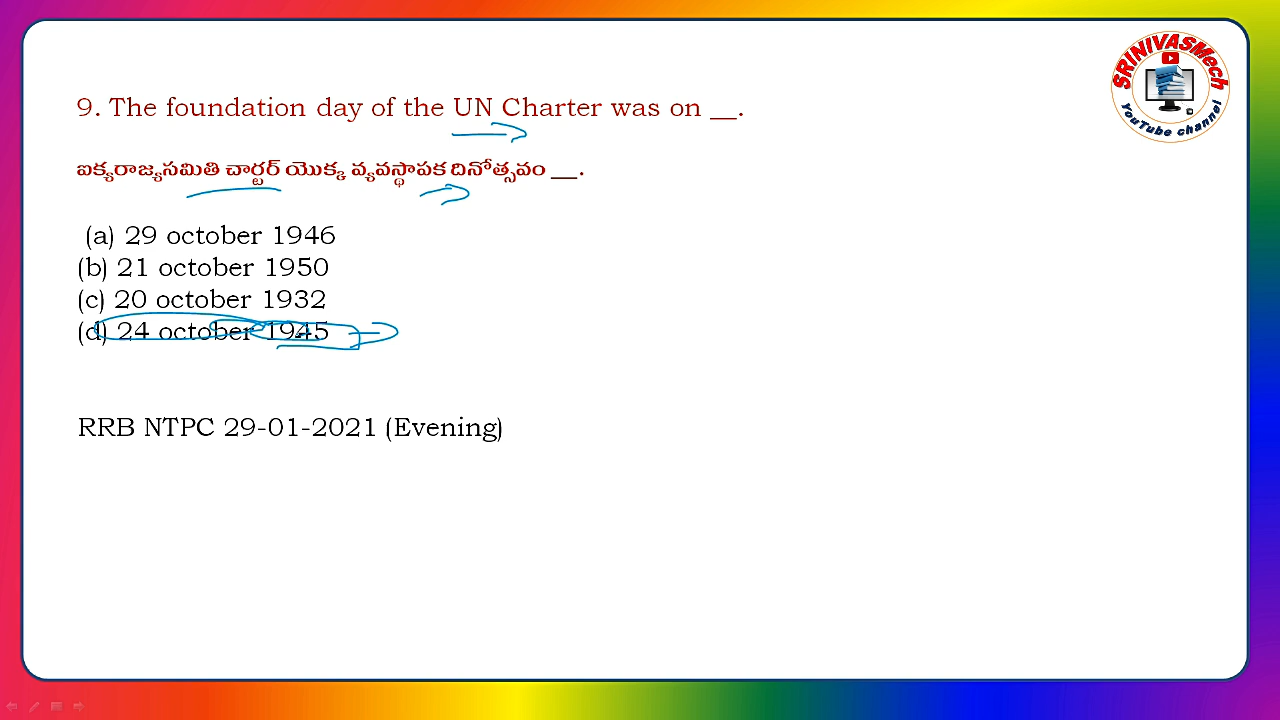 SRINIVASMech
YouTube channel
9. The foundation day of the UN Charter was on __.
ఐక్యరాజ్యసమితి చార్టర్ యొక్క వ్యవస్థాపక దినోత్సవం __.
(a) 29 october 1946
(b) 21 october 1950
(c) 20 october 1932
(d) 24 october 1945
RRB NTPC 29-01-2021 (Evening)